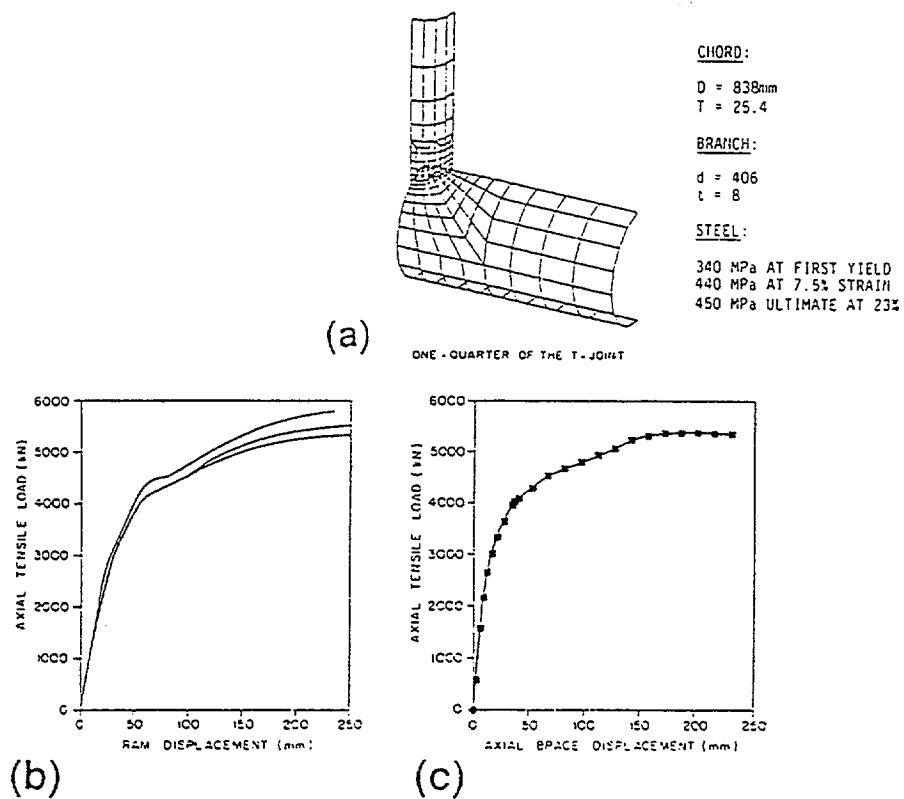 CHORD:
D = 838mm
T = 25.4
BRANCH:
d = 406
t = 8
STEEL:
340 MPa AT FIRST YIELD
440 MPa AT 7.5% STRAIN
450 MPa ULTIMATE AT 23%
(a)
ONE-QUARTER OF THE T-JOINT
6000
5000
4000
3000
2000
1000
0
AXIAL TENSILE LOAD (kN)
0 50 100 150 200 250
RAM DISPLACEMENT (mm)
(b)
6000
5000
4000
3000
2000
1000
0
AXIAL TENSILE LOAD (kN)
0 50 100 150 200 250
AXIAL BRACE DISPLACEMENT (mm)
(c)